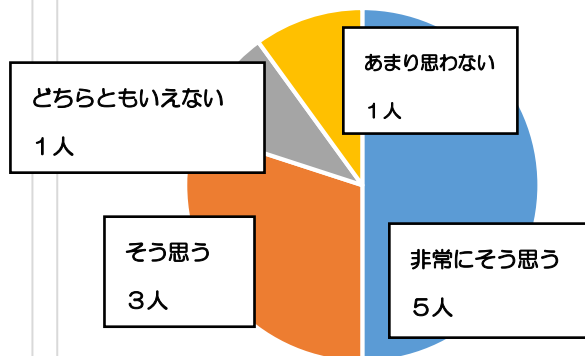 あまり思わない
１人
どちらともいえない
１人
そう思う
３人
非常にそう思う
５人